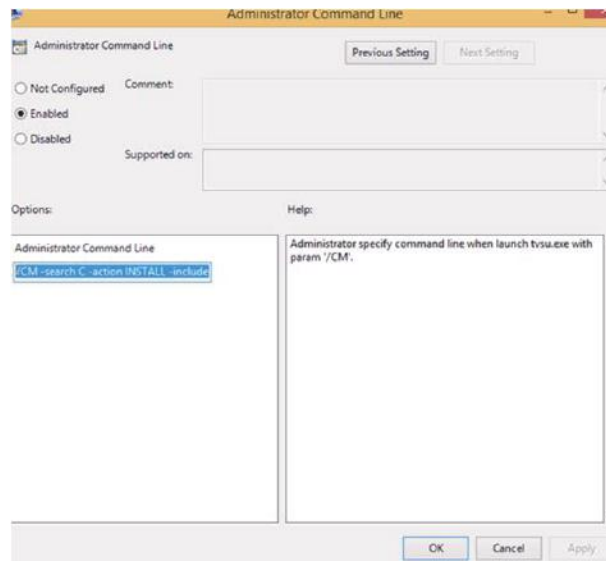 Administrator Command Line
Administrator Command Line
Previous Setting
Next Setting
Not Configured
Comment:
Enabled
Disabled
Supported on:
Options:
Help:
Administrator Command Line
/CM -search C -action INSTALL -include
Administrator specify command line when launch tvsu.exe with
param '/CM'.
OK
Cancel
Apply